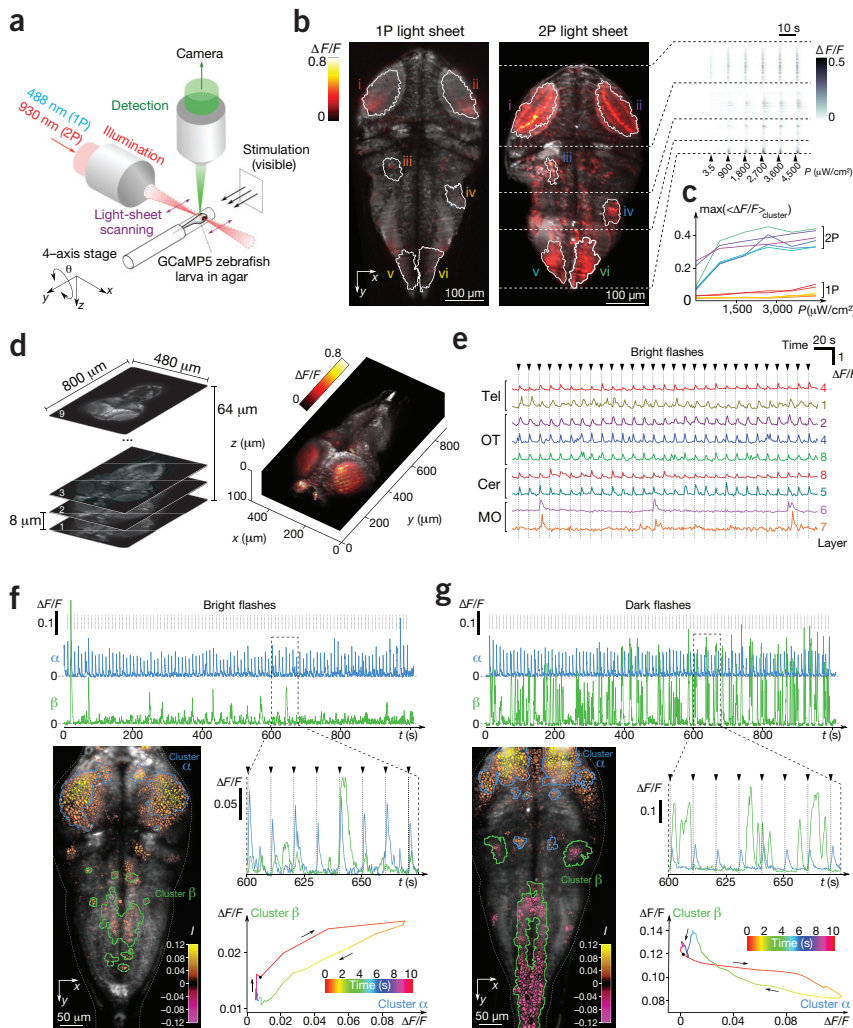 a
Camera
Detection
488 nm (1P)
930 nm (2P)
Illumination
Stimulation
(visible)
Light-sheet
scanning
4–axis stage
GCaMP5 zebrafish
larva in agar
θ
y
z
x
b
1P light sheet
2P light sheet
ΔF/F
0.8
0
i
ii
iii
iv
v
vi
x
y
100 μm
i
ii
iii
iv
v
vi
100 μm
10 s
ΔF/F
0.5
0
3.5
900
1,800
2,700
3,600
4,500
P (μW/cm²)
c
max(<ΔF/F>cluster)
0.4
0.2
0
2P
1P
1,500
3,000
P(μW/cm²)
d
800 μm
480 μm
9
64 μm
...
3
2
1
8 μm
ΔF/F
0.8
0
z
(μm)
0
100
400
200
0
x (μm)
0
200
400
600
800
y (μm)
e
Time
20 s
1
ΔF/F
Bright flashes
Tel
4
1
OT
2
4
8
Cer
8
5
MO
6
7
Layer
f
ΔF/F
Bright flashes
0.1
α
0
β
0
0
200
400
600
800
t (s)
Cluster
α
Cluster β
x
y
50 μm
I
0.12
0.08
0.04
0
−0.04
−0.08
−0.12
ΔF/F
0.05
600
625
650
t (s)
ΔF/F
Cluster β
0.02
0.01
0
0.02
0.04
0.06
0.08
ΔF/F
0
2
4
6
8
10
Time (s)
Cluster α
g
ΔF/F
Dark flashes
0.1
α
0
β
0
0
200
400
600
800
t (s)
Cluster
α
Cluster β
x
y
50 μm
I
0.12
0.08
0.04
0
−0.04
−0.08
−0.12
ΔF/F
0.1
600
625
650
t (s)
ΔF/F
Cluster β
0.14
0.12
0.10
0.08
0
0.04
0.08
ΔF/F
0
2
4
6
8
10
Time (s)
Cluster α